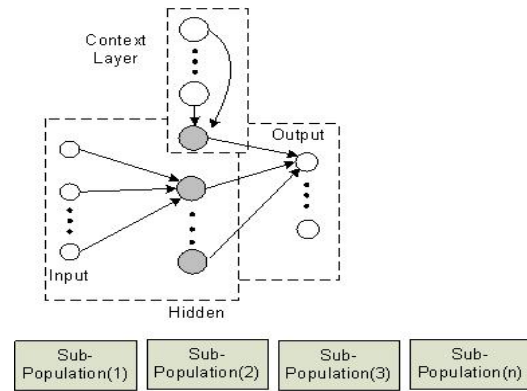 Context
Layer
Output
Input
Hidden
Sub-
Population(1)
Sub-
Population(2)
Sub-
Population(3)
Sub-
Population(n)